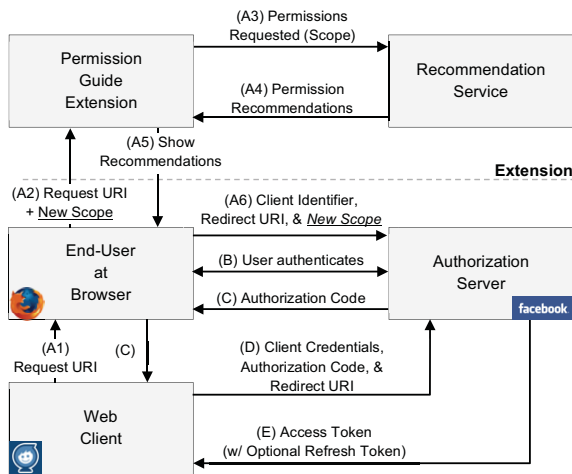 (A3) Permissions
Requested (Scope)
Permission
Guide
Extension
Recommendation
Service
(A4) Permission
Recommendations
(A5) Show
Recommendations
Extension
(A2) Request URI
+ New Scope
(A6) Client Identifier,
Redirect URI, & New Scope
End-User
at
Browser
(B) User authenticates
Authorization
Server
(C) Authorization Code
facebook
(A1)
Request URI
(C)
(D) Client Credentials,
Authorization Code, &
Redirect URI
Web
Client
(E) Access Token
(w/ Optional Refresh Token)